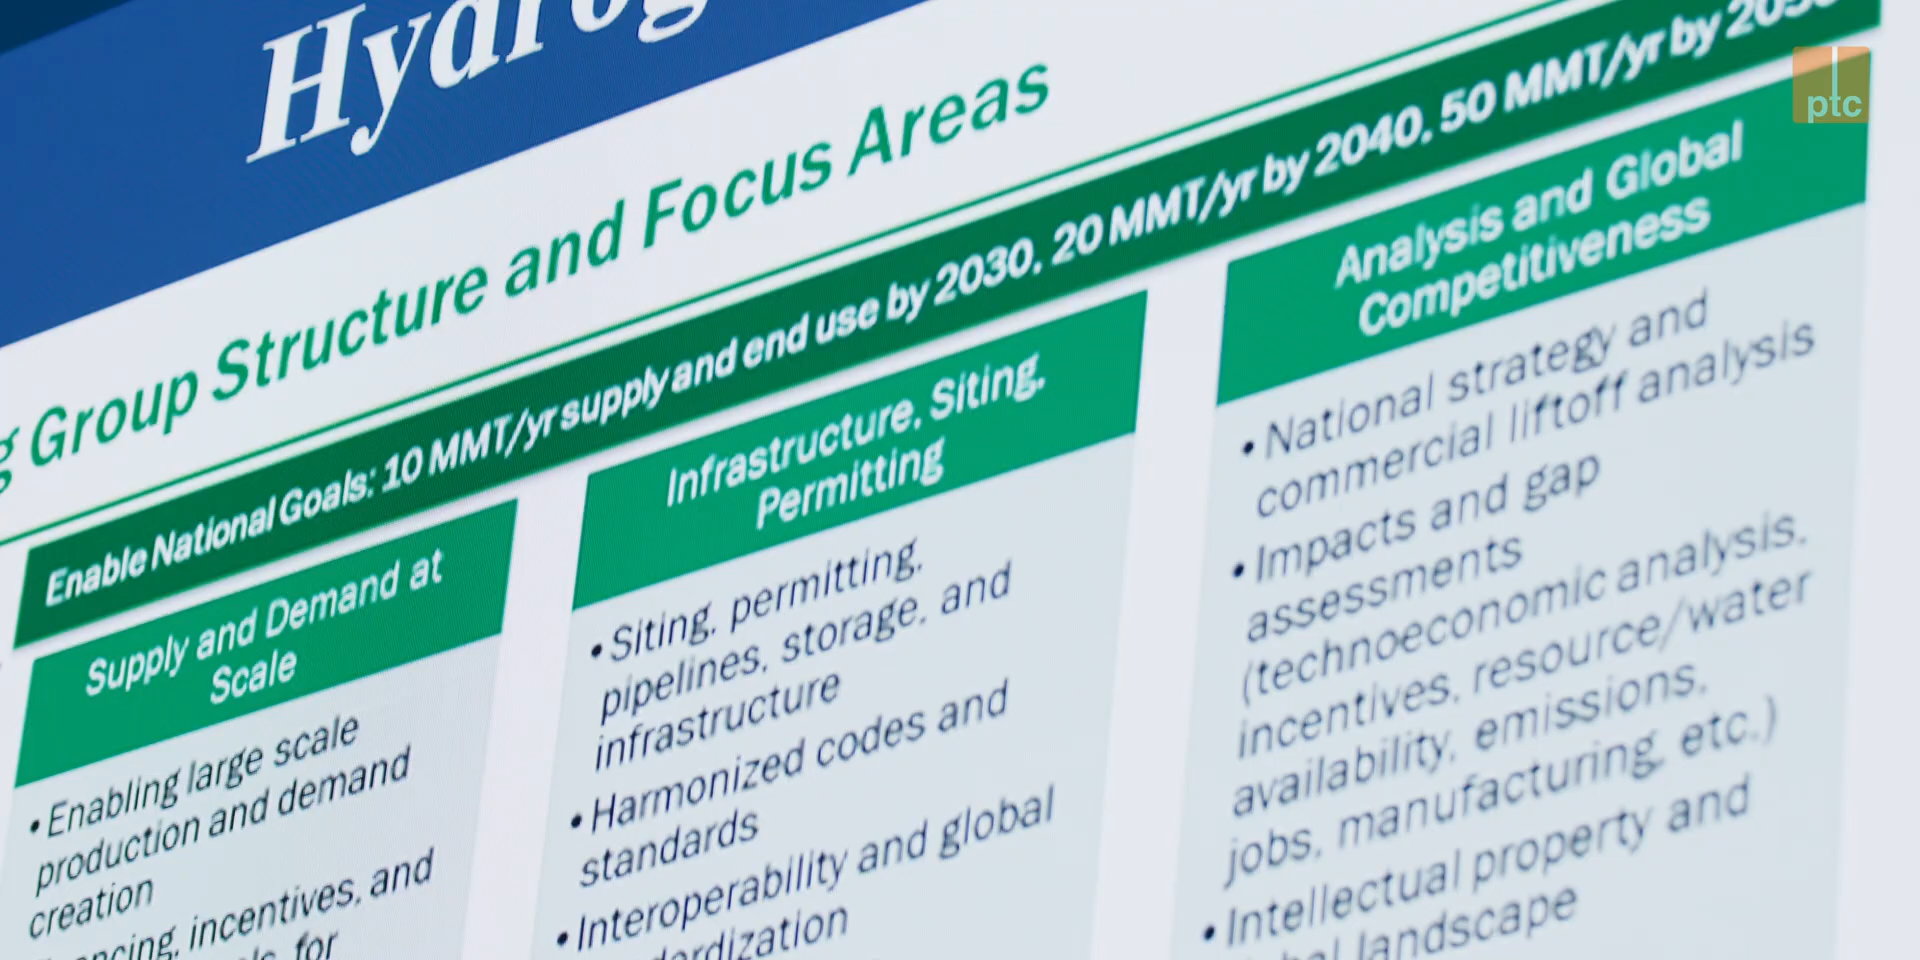 Hydrog
ptc
g Group Structure and Focus Areas
Enable National Goals: 10 MMT/yr supply and end use by 2030, 20 MMT/yr by 2040, 50 MMT/yr by 2050
Supply and Demand at
Scale
• Enabling large scale
production and demand
creation
incentives, and
for
Infrastructure, Siting,
Permitting
• Siting, permitting,
pipelines, storage, and
infrastructure
• Harmonized codes and
standards
• Interoperability and global
Analysis and Global
Competitiveness
• National strategy and
commercial liftoff analysis
• Impacts and gap
assessments
(technoeconomic analysis,
incentives, resource/water
availability, emissions,
jobs, manufacturing, etc.)
• Intellectual property and
landscape